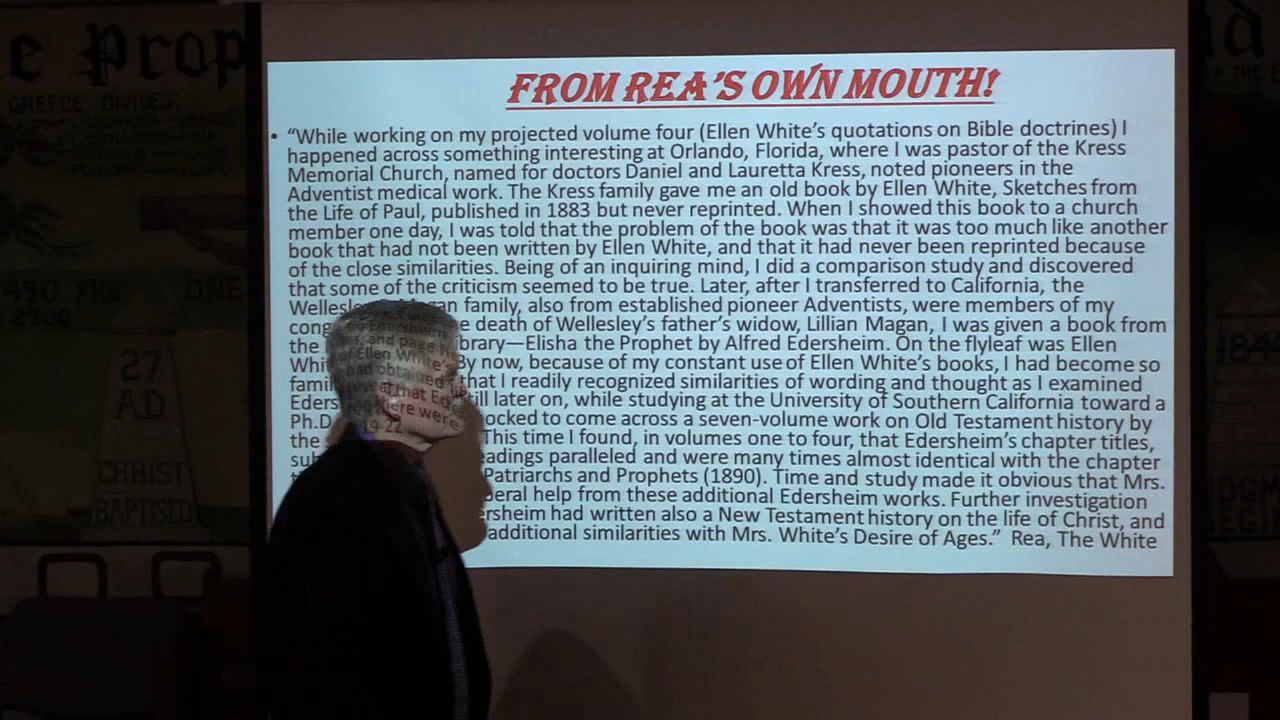 FROM REA'S OWN MOUTH!
• "While working on my projected volume four (Ellen White's quotations on Bible doctrines) I
happened across something interesting at Orlando, Florida, where I was pastor of the Kress
Memorial Church, named for doctors Daniel and Lauretta Kress, noted pioneers in the
Adventist medical work. The Kress family gave me an old book by Ellen White, Sketches from
the Life of Paul, published in 1883 but never reprinted. When I showed this book to a church
member one day, I was told that the problem of the book was that it was too much like another
book that had not been written by Ellen White, and that it had never been reprinted because
of the close similarities. Being of an inquiring mind, I did a comparison study and discovered
that some of the criticism seemed to be true. Later, after I transferred to California, the
family, also from established pioneer Adventists, were members of my
death of Wellesley's father's widow, Lillian Magan, I was given a book from
the Elisha the Prophet by Alfred Edersheim. On the flyleaf was Ellen
By now, because of my constant use of Ellen White's books, I had become so
that I readily recognized similarities of wording and thought as I examined
later on, while studying at the University of Southern California toward a
Ph.D. to come across a seven-volume work on Old Testament history by
the This time I found, in volumes one to four, that Edersheim's chapter titles,
paralleled and were many times almost identical with the chapter
Patriarchs and Prophets (1890). Time and study made it obvious that Mrs.
help from these additional Edersheim works. Further investigation
had written also a New Testament history on the life of Christ, and
additional similarities with Mrs. White's Desire of Ages." Rea, The White
e Prop
GREECE DIVIDES
490 YRS ONE
2300
27
AD
CHRIST
BAPTISED